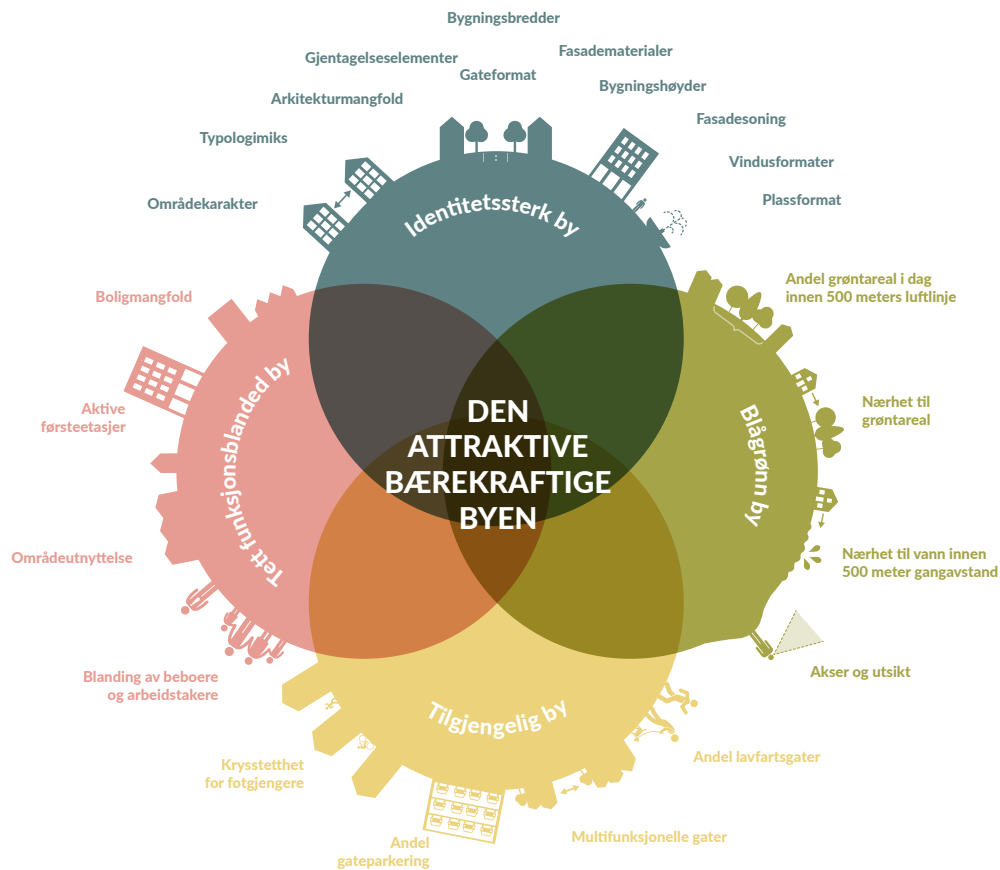 Bygningsbredder
Gjentagelseselementer
Fasadematerialer
Gateformat
Arkitekturmangfold
Bygningshøyder
Typologimiks
Fasadesoning
Områdekarakter
Vindusformater
Plassformat
Identitetssterk by
Boligmangfold
Aktive
førsteetasjer
Områdeutnyttelse
Blanding av beboere
og arbeidstakere
Tett funksjonsblanded by
DEN
ATTRAKTIVE
BÆREKRAFTIGE
BYEN
Blågrønn by
Andel grøntareal i dag
innen 500 meters luftlinje
Nærhet til
grøntareal
Nærhet til vann innen
500 meter gangavstand
Akser og utsikt
Tilgjengelig by
Krysstetthet
for fotgjengere
Andel
gateparkering
Multifunksjonelle gater
Andel lavfartsgater